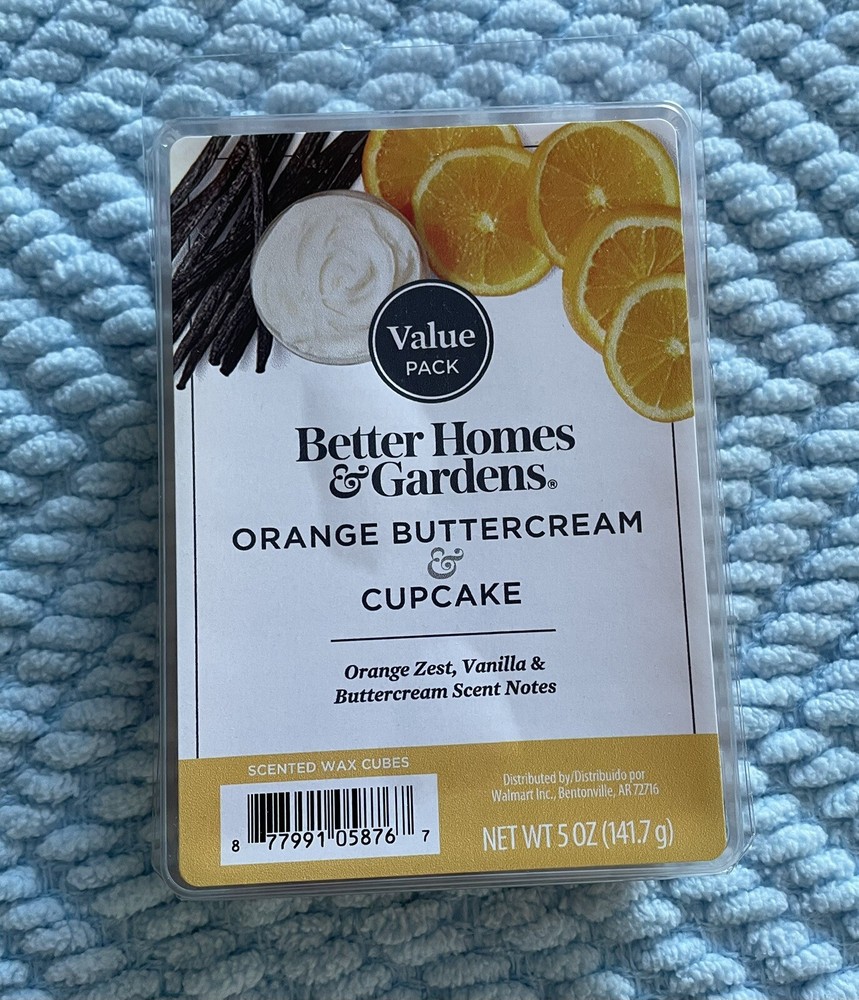 Value
PACK
Better Homes
&Gardens®
ORANGE BUTTERCREAM
&
CUPCAKE
Orange Zest, Vanilla &
Buttercream Scent Notes
SCENTED WAX CUBES
8 77991 05876 7
Distributed by/Distribuido por
Walmart Inc., Bentonville, AR 72716
NET WT 5 OZ (141.7 g)